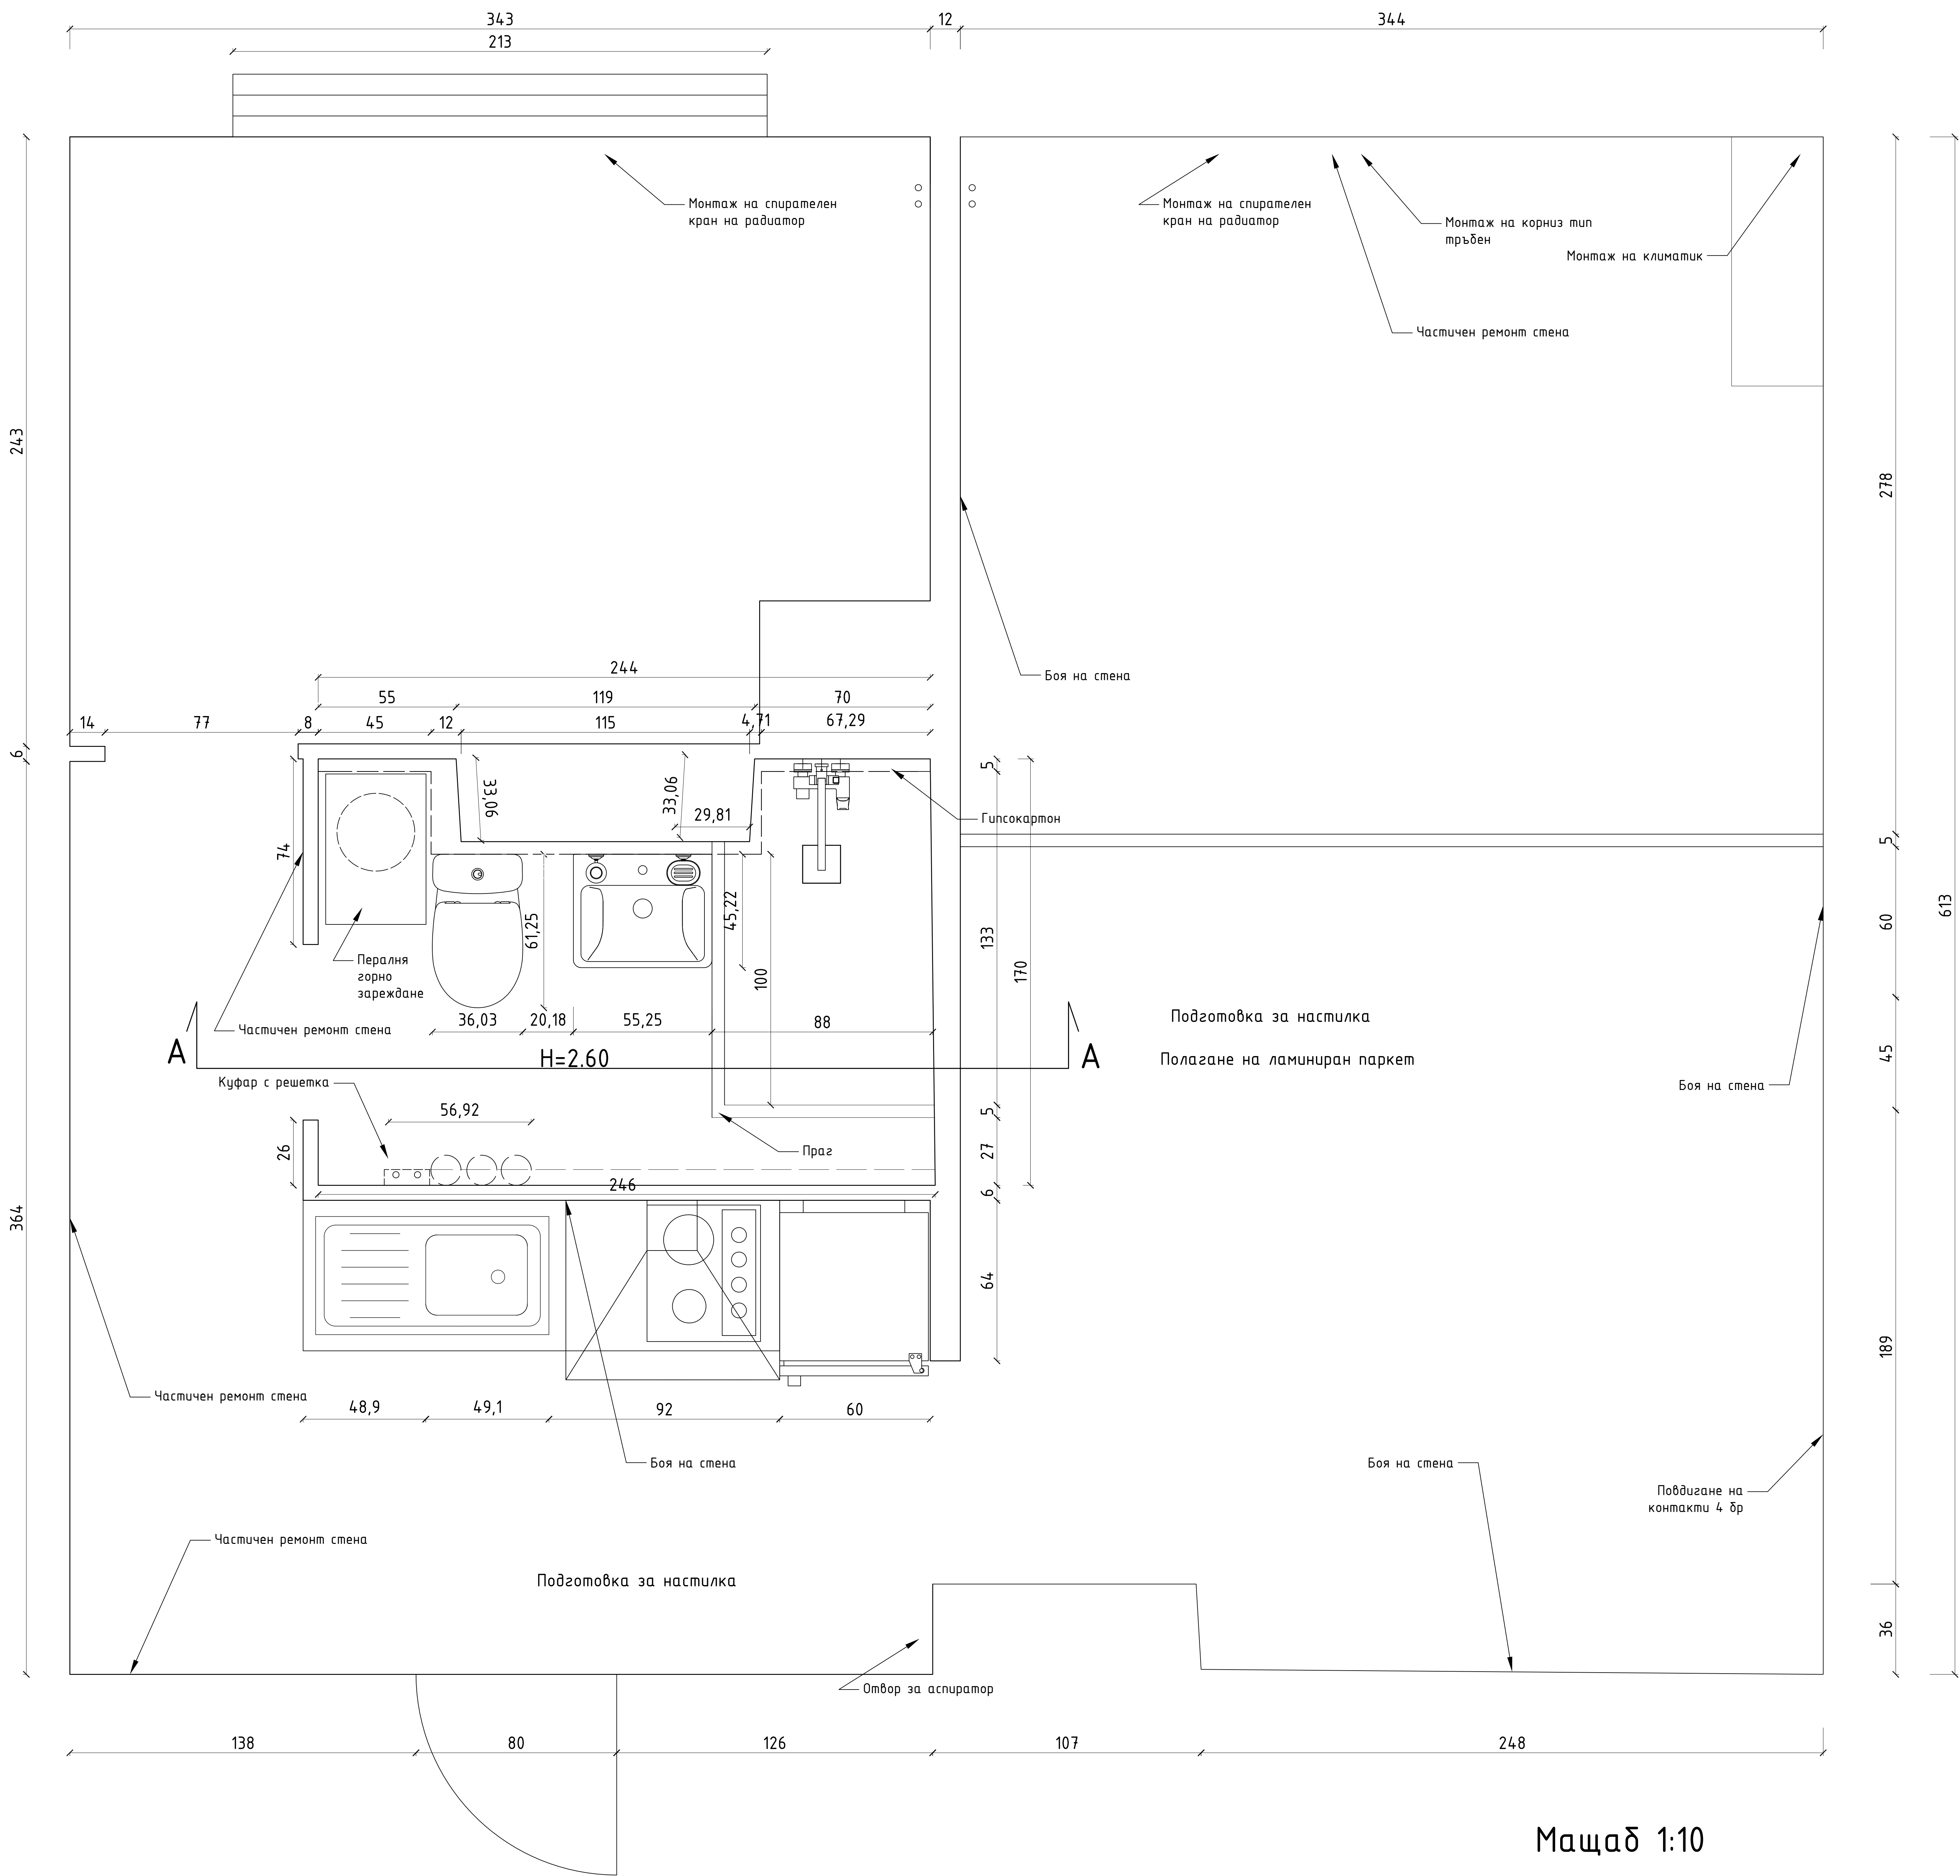 343
12
344
213
Монтаж на спирателен
кран на радиатор
Монтаж на спирателен
кран на радиатор
Монтаж на корниз тип
тръбен
Монтаж на климатик
Частичен ремонт стена
243
278
613
Боя на стена
244
55
119
70
14
77
8
45
12
115
4,71
67,29
6
33,06
33,06
29,81
5
Гипсокартон
74
5
60
61,25
45,22
133
100
170
Пералня
горно
зареждане
Частичен ремонт стена
36,03
20,18
55,25
88
Подготовка за настилка
A
H=2.60
A
Полагане на ламиниран паркет
45
Куфар с решетка
Боя на стена
56,92
5
26
Праг
27
246
6
364
64
189
Частичен ремонт стена
48,9
49,1
92
60
Боя на стена
Боя на стена
Повдигане на
контакти 4 бр
Частичен ремонт стена
Подготовка за настилка
36
Отвор за аспиратор
138
80
126
107
248
Мащаб 1:10